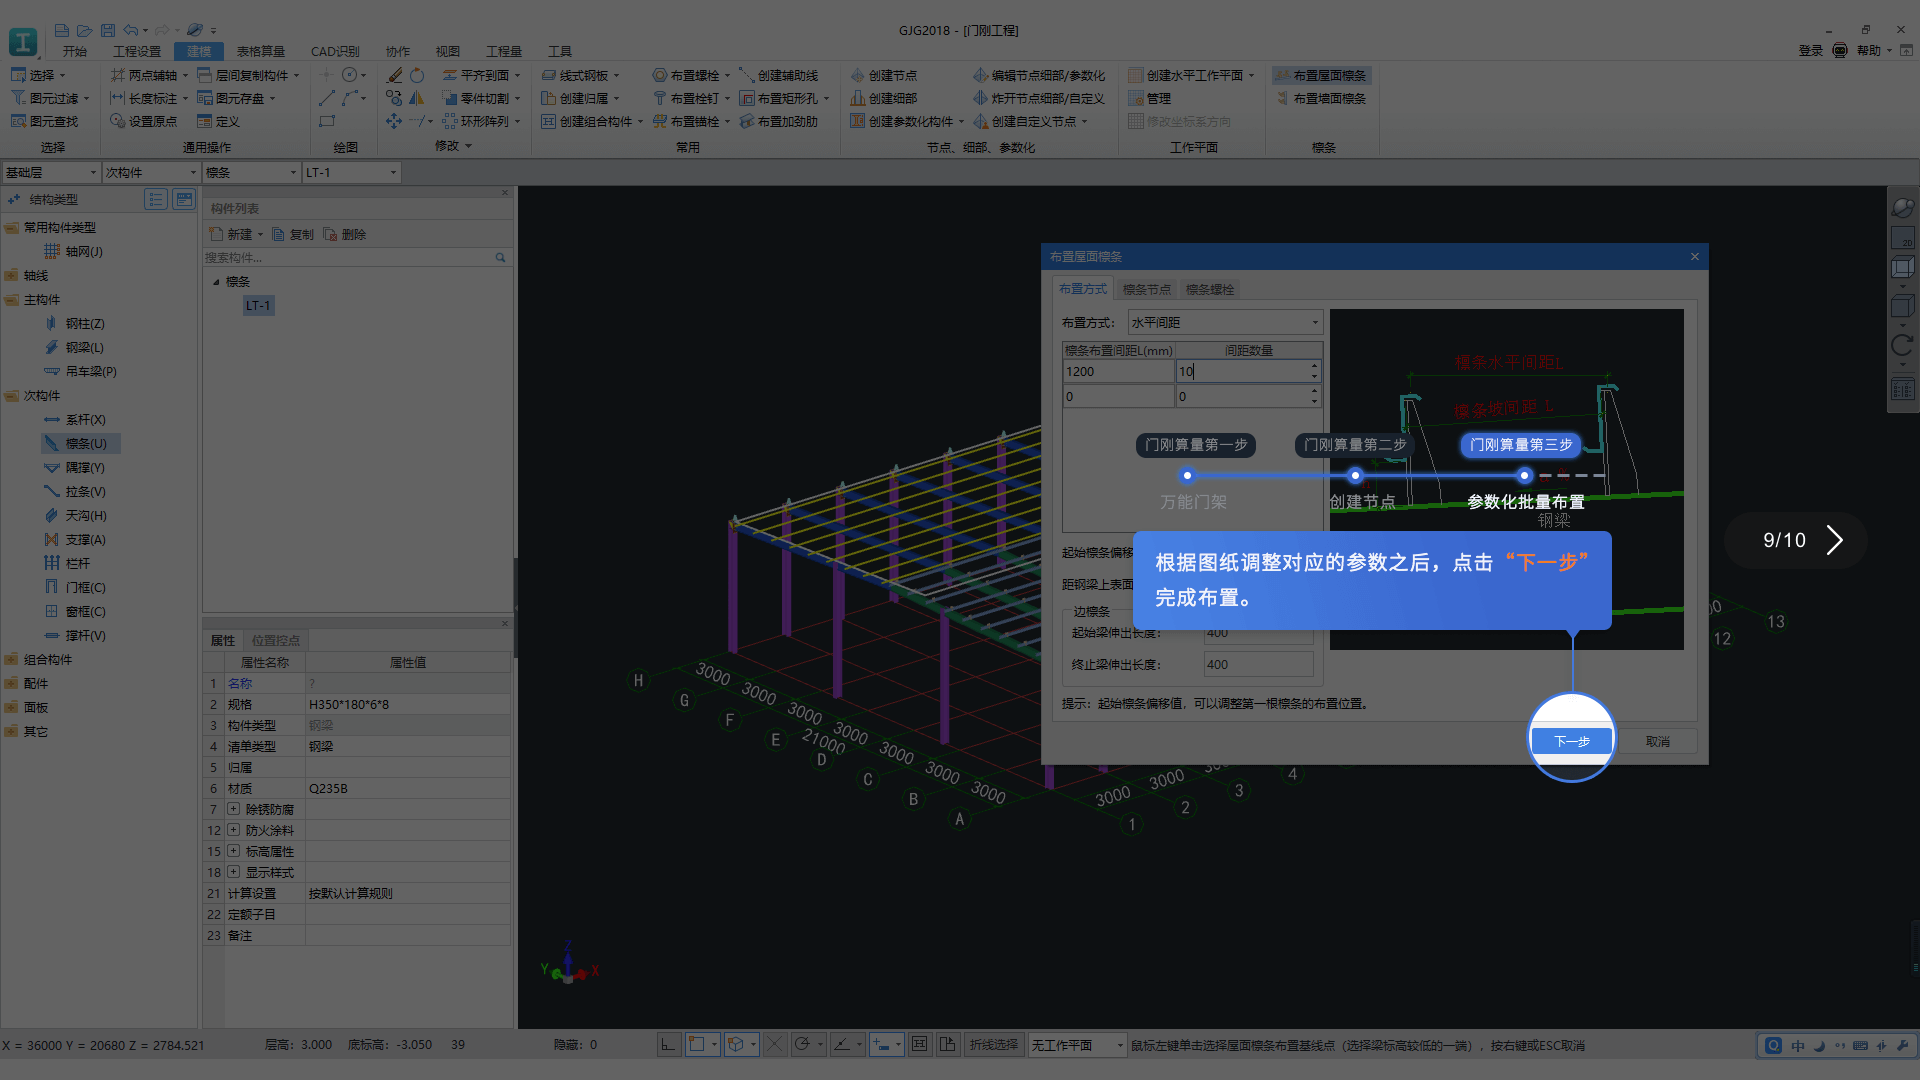 GJG2018 - [门刚工程]
开始 工程设置 建模 表格算量 CAD识别 协作 视图 工程量 工具
登录 帮助
选择 两点辅轴 层间复制构件 平齐到面 线式钢板 布置螺栓 创建辅助线 创建节点 编辑节点细部/参数化 创建水平工作平面 布置屋面檩条
图元过滤 长度标注 图元存盘 零件切割 创建归属 布置栓钉 布置矩形孔 创建细部 炸开节点细部/自定义 管理 布置墙面檩条
图元查找 设置原点 定义 环形阵列 创建组合构件 布置锚栓 布置加劲肋 创建参数化构件 创建自定义节点 修改坐标系方向
选择 通用操作 绘图 修改 常用 节点、细部、参数化 工作平面 檩条
基础层 次构件 檩条 LT-1
结构类型
常用构件类型
轴网(J)
轴线
主构件
钢柱(Z)
钢梁(L)
吊车梁(P)
次构件
系杆(X)
檩条(U)
隅撑(Y)
拉条(V)
天沟(H)
支撑(A)
栏杆
门框(C)
窗框(C)
撑杆(V)
组合构件
配件
面板
其它
构件列表
新建 复制 删除
搜索构件...
檩条
LT-1
属性 位置控点
属性名称 属性值
1 名称 ?
2 规格 H350*180*6*8
3 构件类型 钢梁
4 清单类型 钢梁
5 归属
6 材质 Q235B
7 除锈防腐
12 防火涂料
15 标高属性
18 显示样式
21 计算设置 按默认计算规则
22 定额子目
23 备注
布置屋面檩条
布置方式 檩条节点 檩条螺栓
布置方式： 水平间距
檩条布置间距L(mm) 间距数量
1200 10
0 0
檩条水平间距L
檩条坡间距 L
门刚算量第一步 门刚算量第二步 门刚算量第三步
万能门架 创建节点 参数化批量布置
钢梁
起始檩条偏移
距钢梁上表面
根据图纸调整对应的参数之后，点击“下一步”
完成布置。
边檩条
起始梁伸出长度： 400
终止梁伸出长度： 400
提示：起始檩条偏移值，可以调整第一根檩条的布置位置。
下一步 取消
9/10
H G F E D C B A
3000 3000 3000 3000 3000 3000 3000
21000
3000 3000
1 2 3 4 12 13
Z
Y X
X = 36000 Y = 20680 Z = 2784.521 层高： 3.000 底标高： -3.050 39 隐藏： 0 折线选择 无工作平面 鼠标左键单击选择屋面檩条布置基线点（选择梁标高较低的一端），按右键或ESC取消
中